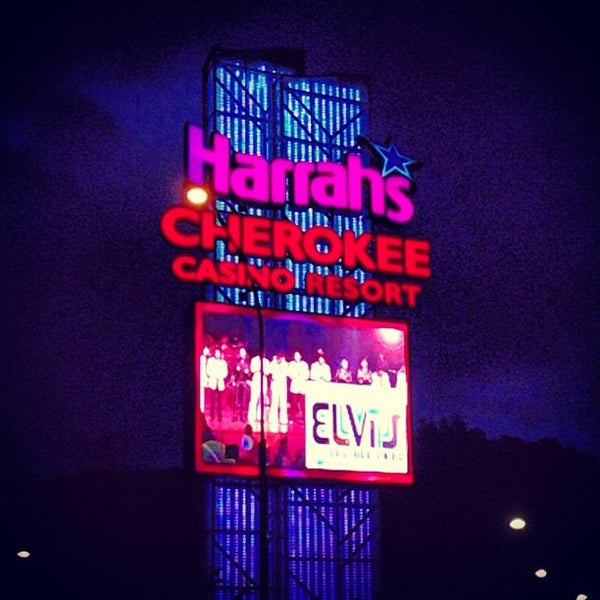 Harrah's
CHEROKEE
CASINO RESORT
ELVIS